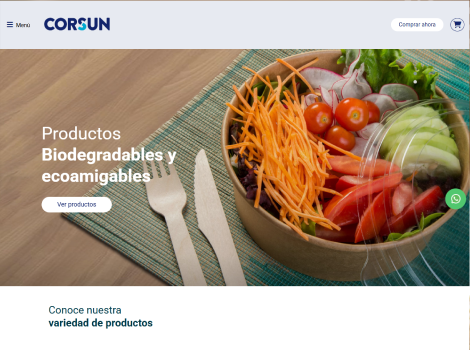 Menú
CORSUN
Comprar ahora
Productos
Biodegradables y
ecoamigables
Ver productos
Conoce nuestra
variedad de productos